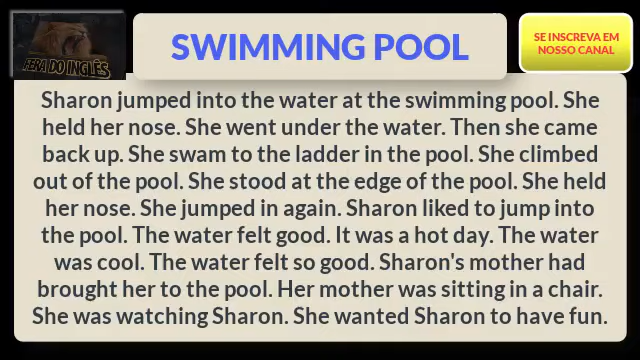 FERA DO INGLÊS
SWIMMING POOL
SE INSCREVA EM
NOSSO CANAL
Sharon jumped into the water at the swimming pool. She
held her nose. She went under the water. Then she came
back up. She swam to the ladder in the pool. She climbed
out of the pool. She stood at the edge of the pool. She held
her nose. She jumped in again. Sharon liked to jump into
the pool. The water felt good. It was a hot day. The water
was cool. The water felt so good. Sharon's mother had
brought her to the pool. Her mother was sitting in a chair.
She was watching Sharon. She wanted Sharon to have fun.